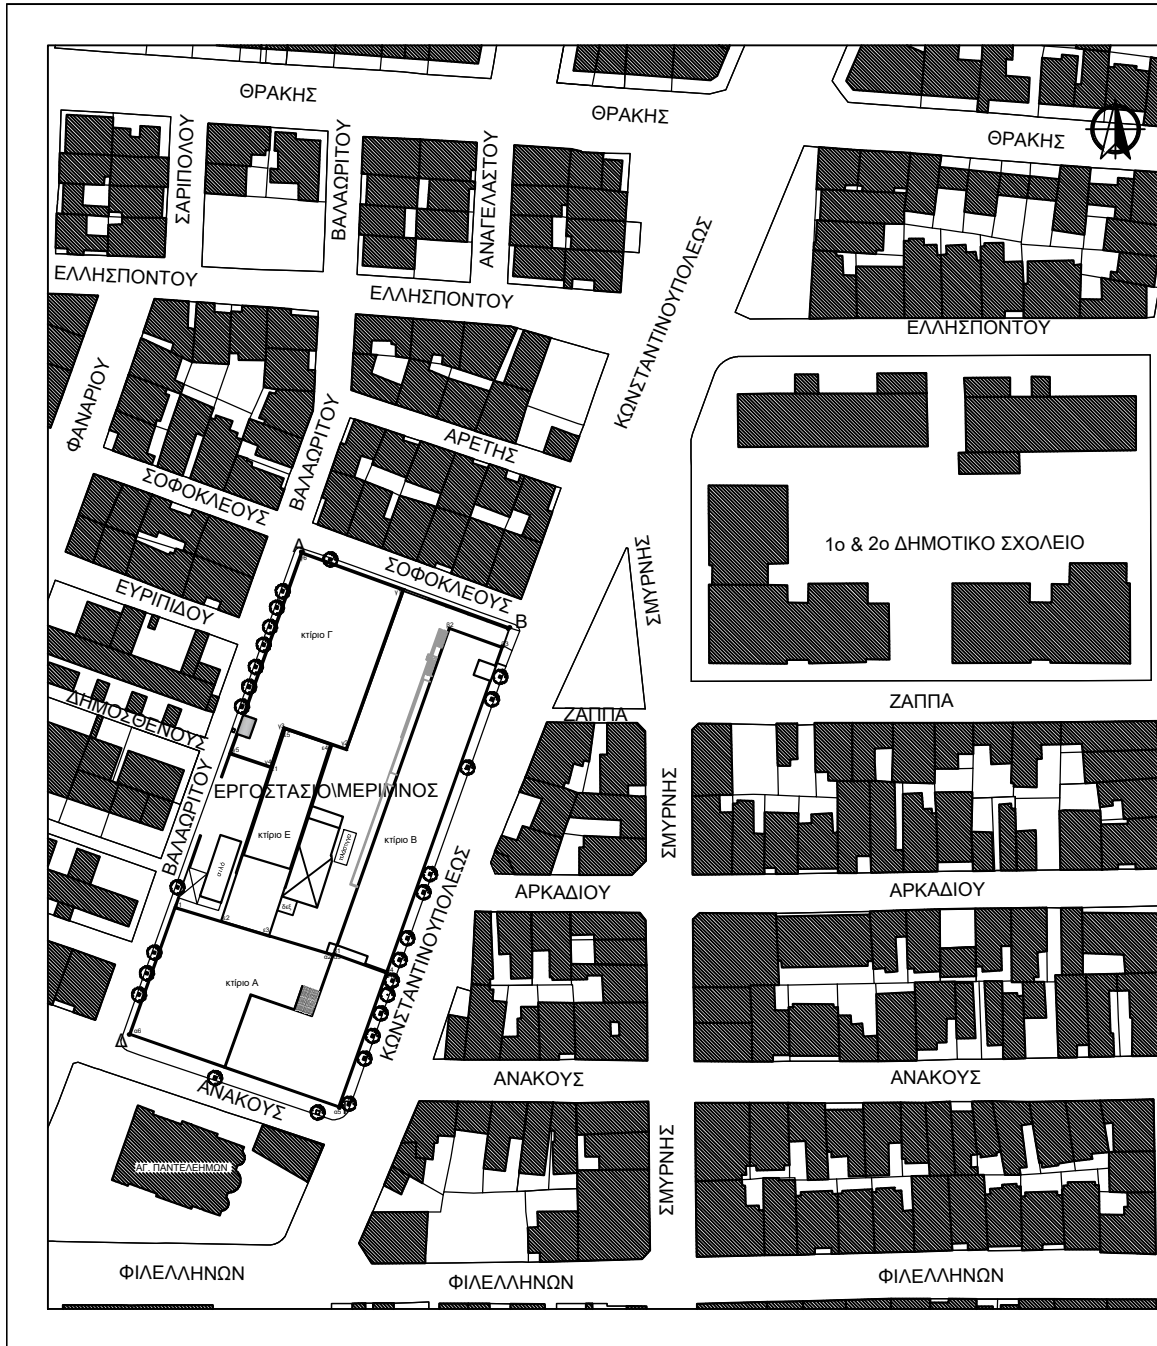 ΘΡΑΚΗΣ
ΘΡΑΚΗΣ
ΘΡΑΚΗΣ
ΣΑΡΙΠΟΛΟΥ
ΒΑΛΑΩΡΙΤΟΥ
ΑΝΑΓΕΛΑΣΤΟΥ
ΚΩΝΣΤΑΝΤΙΝΟΥΠΟΛΕΩΣ
ΕΛΛΗΣΠΟΝΤΟΥ
ΕΛΛΗΣΠΟΝΤΟΥ
ΕΛΛΗΣΠΟΝΤΟΥ
ΦΑΝΑΡΙΟΥ
ΒΑΛΑΩΡΙΤΟΥ
ΑΡΕΤΗΣ
ΣΟΦΟΚΛΕΟΥΣ
ΣΟΦΟΚΛΕΟΥΣ
ΣΜΥΡΝΗΣ
1ο & 2ο ΔΗΜΟΤΙΚΟ ΣΧΟΛΕΙΟ
Α
Β
ΕΥΡΙΠΙΔΟΥ
κτίριο Γ
ΔΗΜΟΣΘΕΝΟΥΣ
ΖΑΠΠΑ
ΖΑΠΠΑ
ΒΑΛΑΩΡΙΤΟΥ
ΕΡΓΟΣΤΑΣΙΟ\ΜΕΡΙΜΝΟΣ
ΣΜΥΡΝΗΣ
κτίριο Ε
κτίριο Β
ΑΡΚΑΔΙΟΥ
ΑΡΚΑΔΙΟΥ
δεξ
κτίριο Α
ΚΩΝΣΤΑΝΤΙΝΟΥΠΟΛΕΩΣ
Δ
ΑΝΑΚΟΥΣ
ΑΝΑΚΟΥΣ
ΑΝΑΚΟΥΣ
ΑΓ. ΠΑΝΤΕΛΕΗΜΩΝ
ΣΜΥΡΝΗΣ
ΦΙΛΕΛΛΗΝΩΝ
ΦΙΛΕΛΛΗΝΩΝ
ΦΙΛΕΛΛΗΝΩΝ